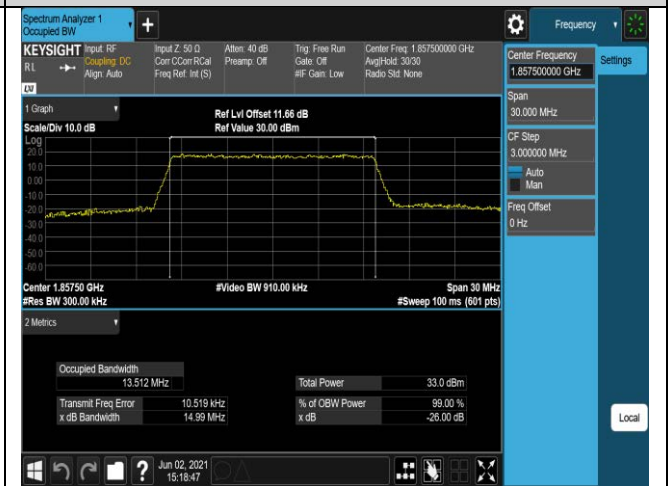 Spectrum Analyzer 1
Occupied BW
Frequency
KEYSIGHT
RL
Input: RF
Coupling: DC
Align: Auto
Input Z: 50 Ω
Corr CCorr RCal
Freq Ref: Int (S)
Atten: 40 dB
Preamp: Off
Trig: Free Run
Gate: Off
#IF Gain: Low
Center Freq: 1.857500000 GHz
Avg|Hold: 30/30
Radio Std: None
Center Frequency
1.857500000 GHz
Settings
Span
30.000 MHz
CF Step
3.000000 MHz
Auto
Man
Freq Offset
0 Hz
Local
1 Graph
Scale/Div 10.0 dB
Ref Lvl Offset 11.66 dB
Ref Value 30.00 dBm
Log
20.0
10.0
0.00
-10.0
-20.0
-30.0
-40.0
-50.0
-60.0
Center 1.85750 GHz
#Video BW 910.00 kHz
Span 30 MHz
#Res BW 300.00 kHz
#Sweep 100 ms (601 pts)
2 Metrics
Occupied Bandwidth
13.512 MHz
Total Power 33.0 dBm
Transmit Freq Error 10.519 kHz
% of OBW Power 99.00 %
x dB Bandwidth 14.99 MHz
x dB -26.00 dB
Jun 02, 2021
15:18:47